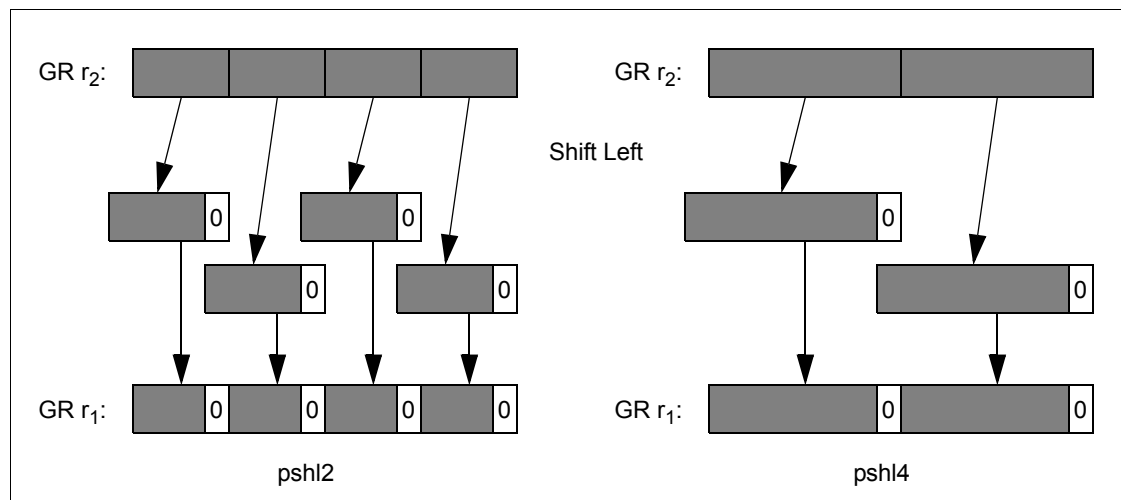 GR r2: GR r2:
Shift Left
0 0 0
0 0 0
GR r1: 0 0 0 0 GR r1: 0 0
pshl2 pshl4